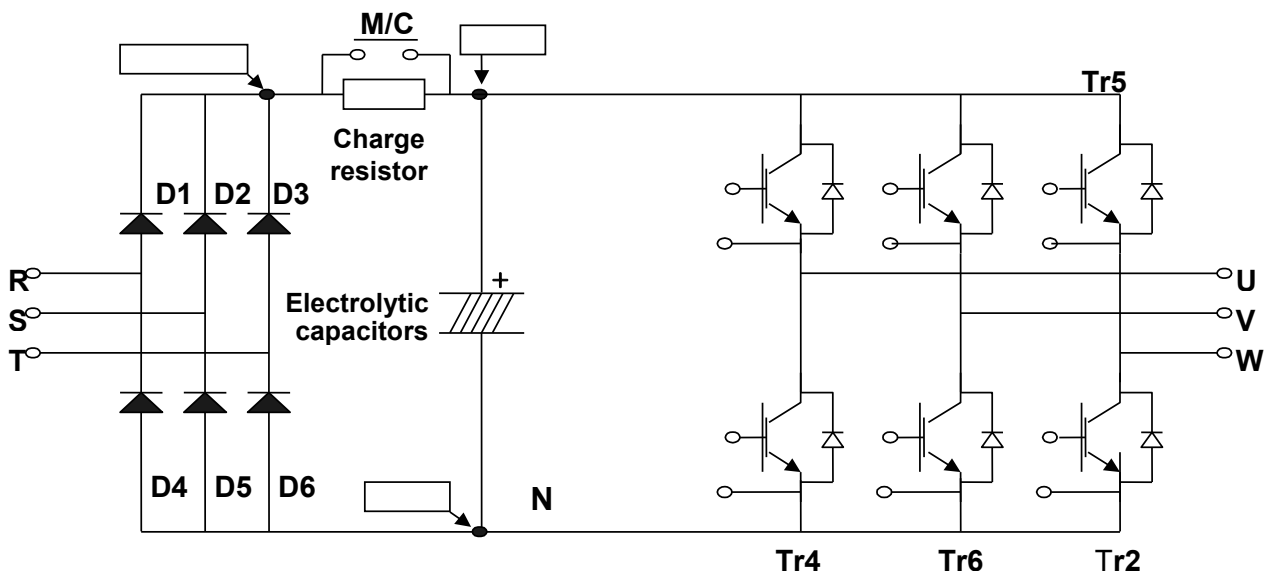 M/C
Tr5
Charge
resistor
D1 D2 D3
R
S
T
+
Electrolytic
capacitors
U
V
W
D4 D5 D6
N
Tr4 Tr6 Tr2